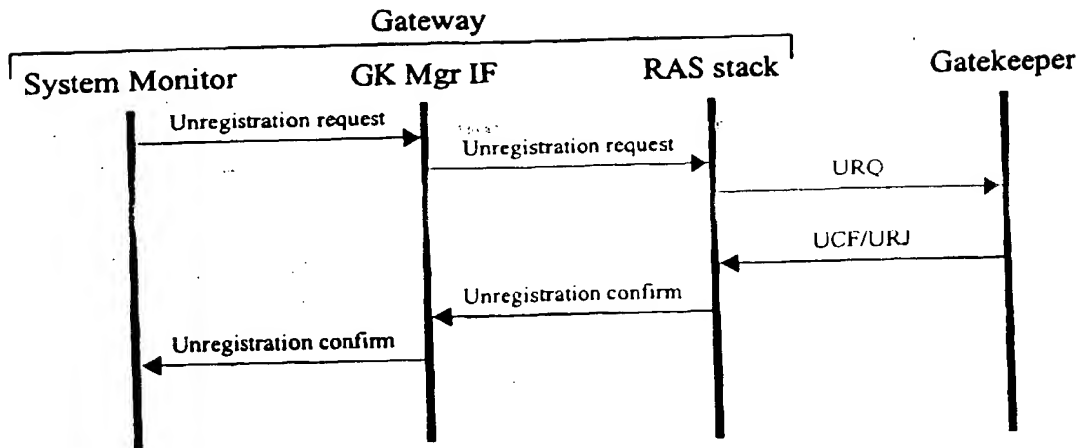 Gateway
System Monitor
GK Mgr IF
RAS stack
Gatekeeper
Unregistration request
Unregistration request
URQ
UCF/URJ
Unregistration confirm
Unregistration confirm